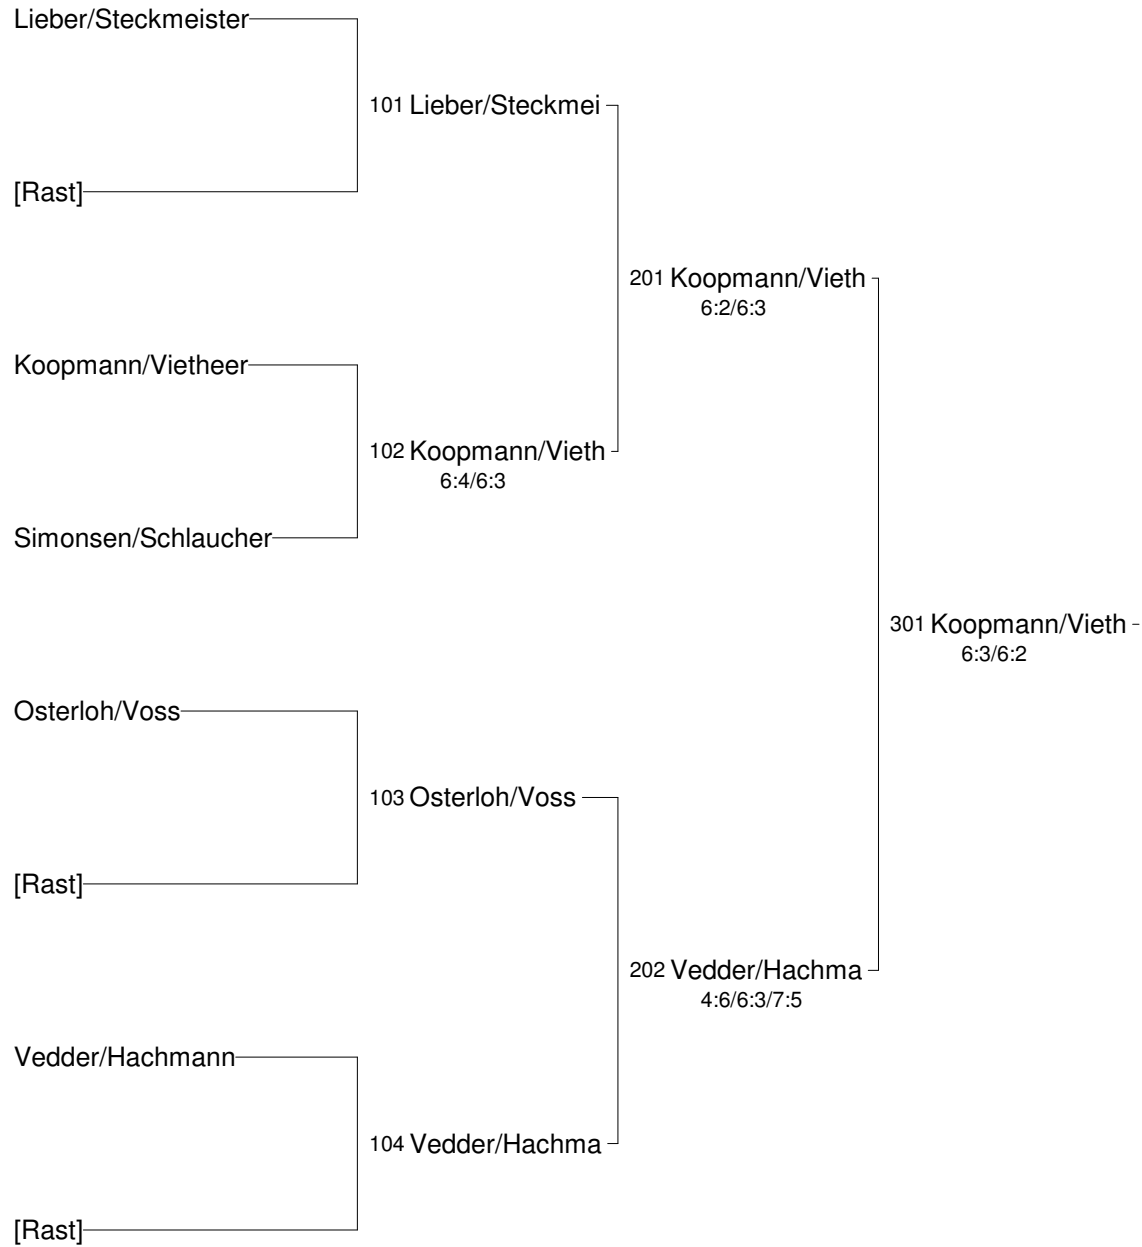 Lieber/Steckmeister
101 Lieber/Steckmei
[Rast]
201 Koopmann/Vieth
6:2/6:3
Koopmann/Vietheer
102 Koopmann/Vieth
6:4/6:3
Simonsen/Schlaucher
301 Koopmann/Vieth
6:3/6:2
Osterloh/Voss
103 Osterloh/Voss
[Rast]
202 Vedder/Hachma
4:6/6:3/7:5
Vedder/Hachmann
104 Vedder/Hachma
[Rast]